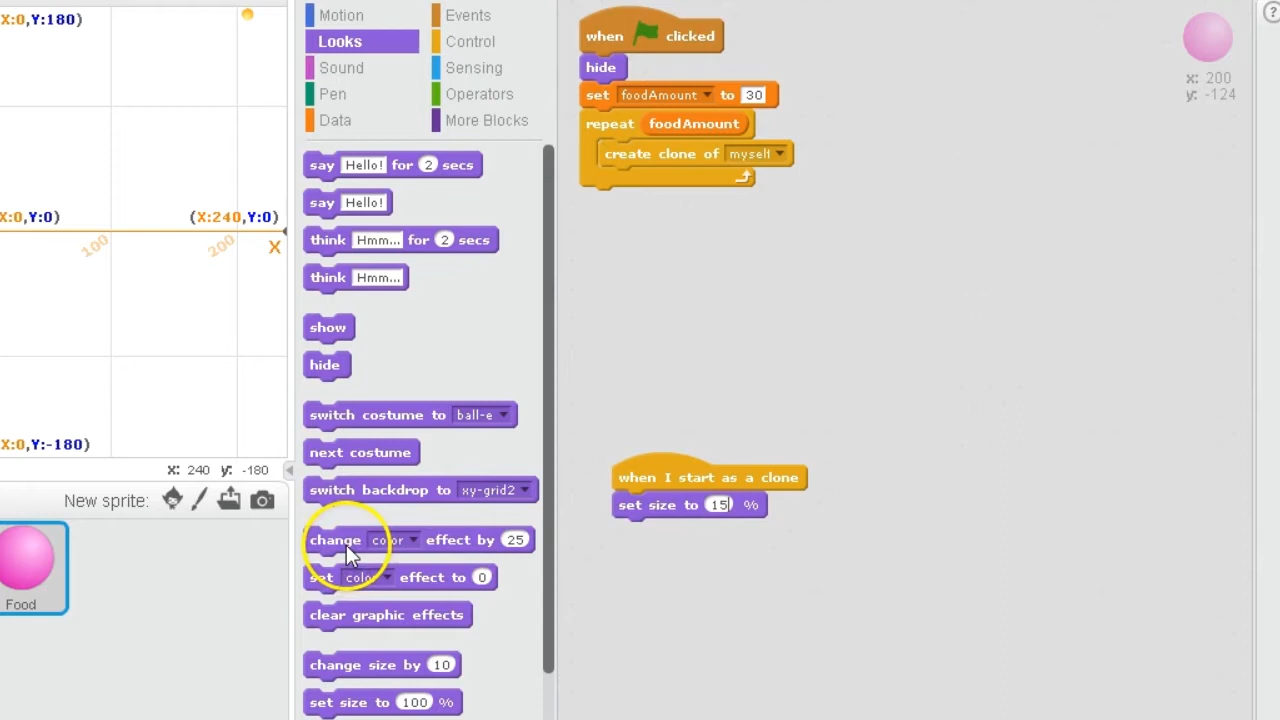 X:0,Y:180)
X:0,Y:0)
(X:240,Y:0)
100
200
X
X:0,Y:-180)
x: 240 y: -180
New sprite:
Food
Motion
Looks
Sound
Pen
Data
Events
Control
Sensing
Operators
More Blocks
say Hello! for 2 secs
say Hello!
think Hmm... for 2 secs
think Hmm...
show
hide
switch costume to ball-e
next costume
switch backdrop to xy-grid2
change color effect by 25
set color effect to 0
clear graphic effects
change size by 10
set size to 100 %
when clicked
hide
set foodAmount to 30
repeat foodAmount
create clone of myself
when I start as a clone
set size to 15 %
x: 200
y: -124
?